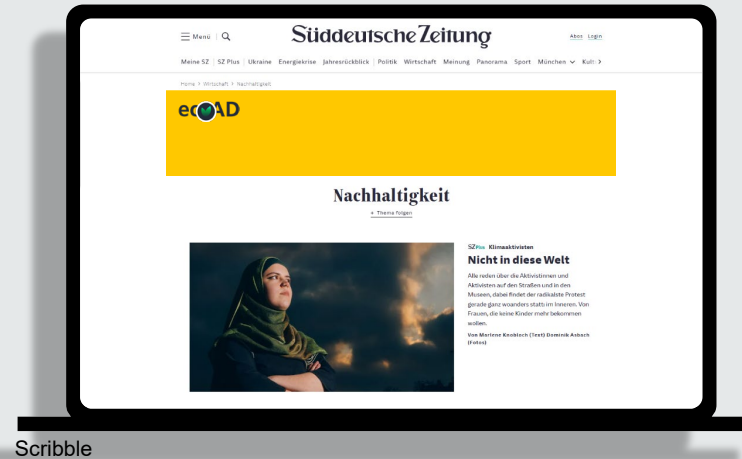 Menü
Süddeutsche Zeitung
Abos Login
Meine SZ SZ Plus Ukraine Energiekrise Jahresrückblick Politik Wirtschaft Meinung Panorama Sport München Kult
Home > Wirtschaft > Nachhaltigkeit
ecoAD
Nachhaltigkeit
+ Thema folgen
SZPlus Klimaaktivisten
Nicht in diese Welt
Alle reden über die Aktivistinnen und
Aktivisten auf den Straßen und in den
Museen, dabei findet der radikalste Protest
gerade ganz woanders statt: im Inneren. Von
Frauen, die keine Kinder mehr bekommen
wollen.
Von Marlene Knobloch (Text) Dominik Asbach
(Fotos)
Scribble